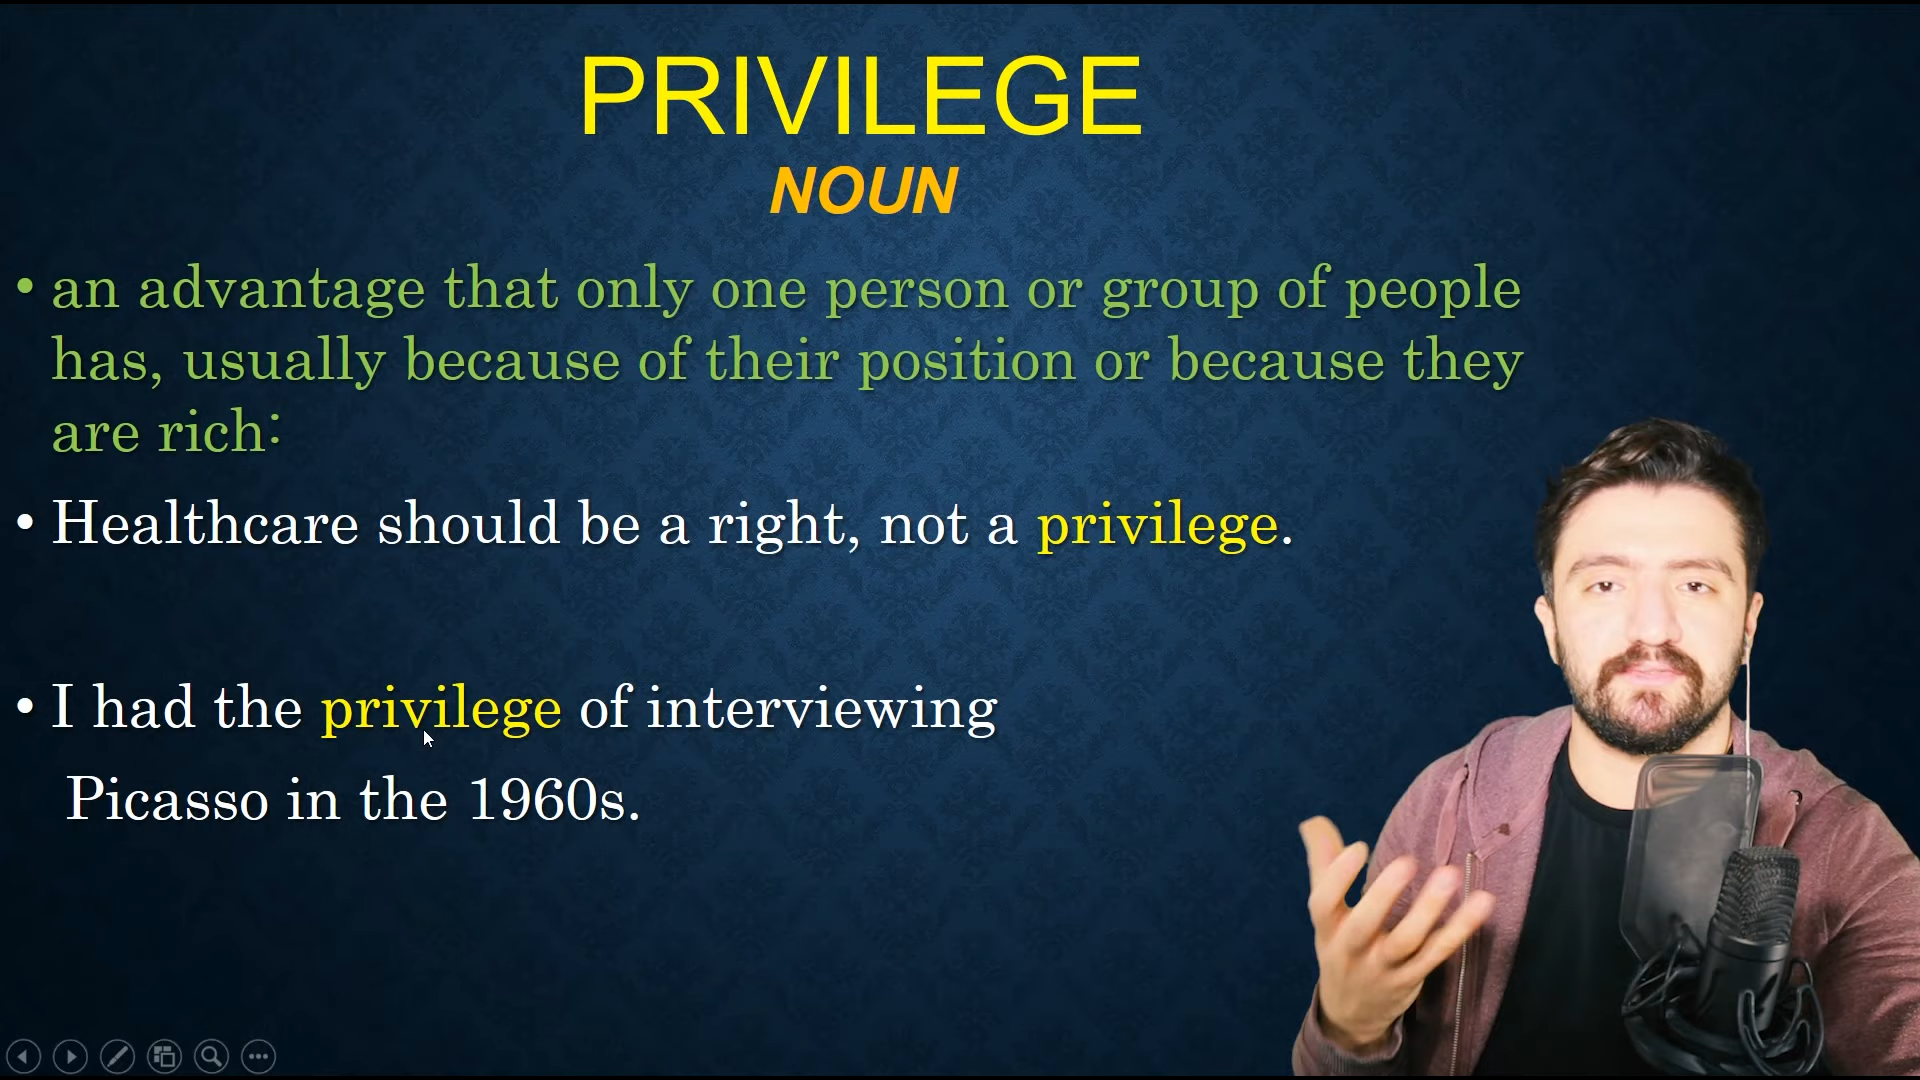 PRIVILEGE
NOUN
• an advantage that only one person or group of people
has, usually because of their position or because they
are rich:
• Healthcare should be a right, not a privilege.
• I had the privilege of interviewing
Picasso in the 1960s.